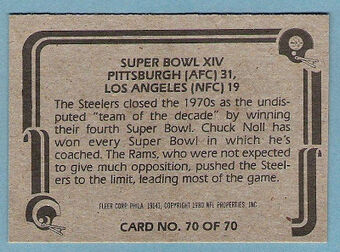 SUPER BOWL XIV
PITTSBURGH (AFC) 31,
LOS ANGELES (NFC) 19
The Steelers closed the 1970s as the undis-
puted "team of the decade" by winning
their fourth Super Bowl. Chuck Noll has
won every Super Bowl in which he's
coached. The Rams, who were not expected
to give much opposition, pushed the Steel-
ers to the limit, leading most of the game.
FLEER CORP. PHILA. 19141, COPYRIGHT 1980 NFL PROPERTIES, INC.
CARD NO. 70 OF 70